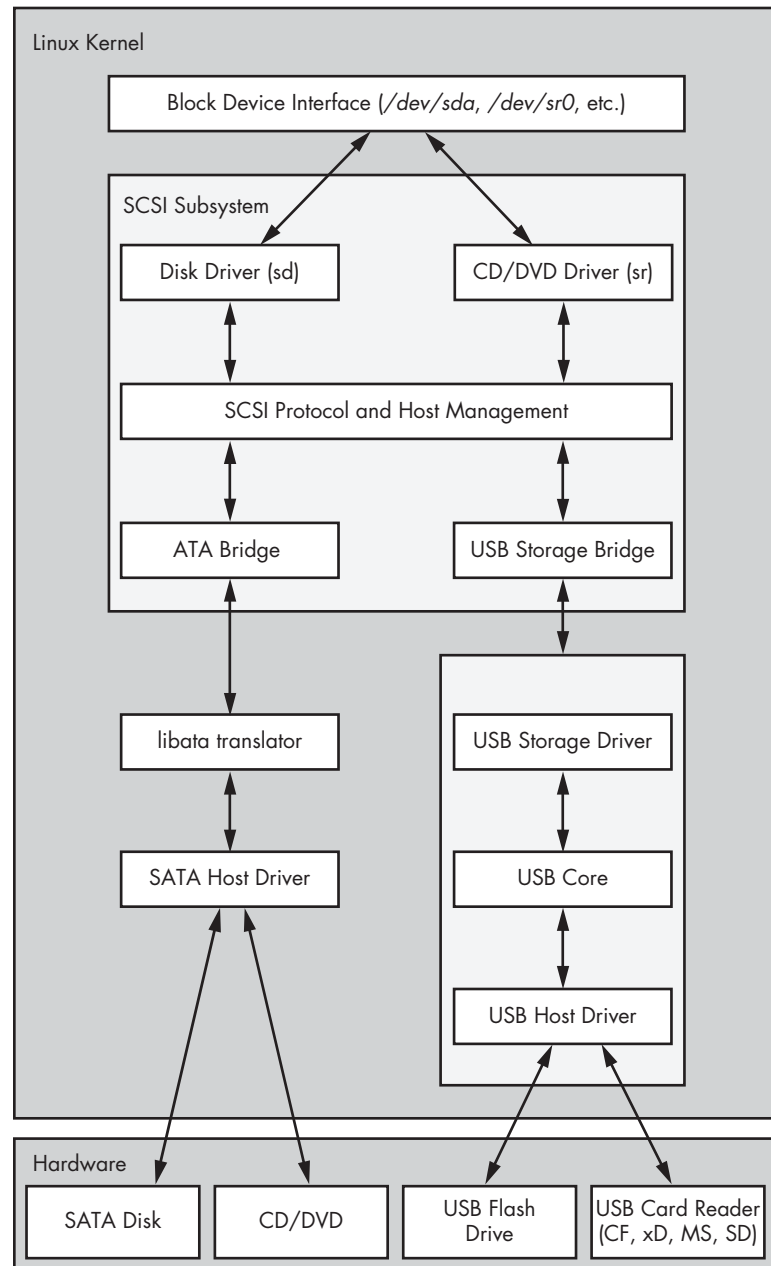 Linux Kernel
Block Device Interface (/dev/sda, /dev/sr0, etc.)
SCSI Subsystem
Disk Driver (sd)
CD/DVD Driver (sr)
SCSI Protocol and Host Management
ATA Bridge
USB Storage Bridge
libata translator
USB Storage Driver
SATA Host Driver
USB Core
USB Host Driver
Hardware
SATA Disk
CD/DVD
USB Flash
Drive
USB Card Reader
(CF, xD, MS, SD)